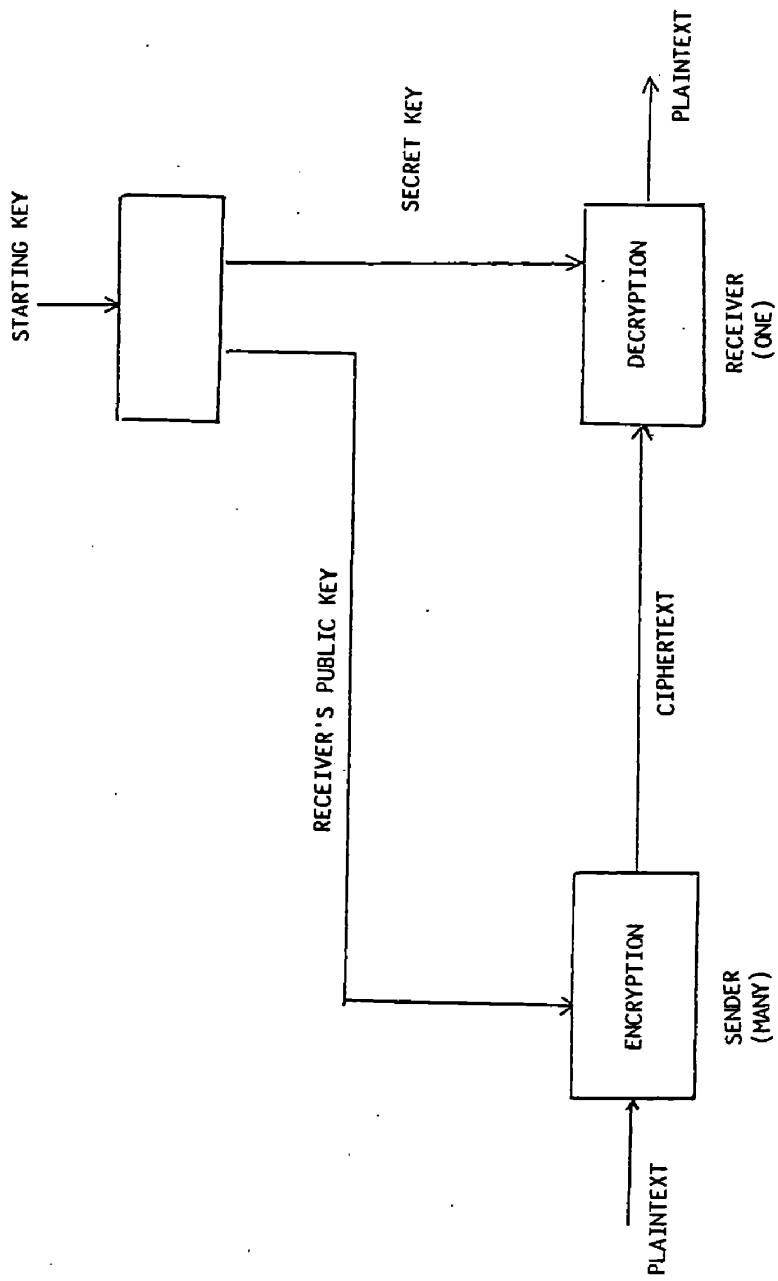 STARTING KEY
SECRET KEY
RECEIVER'S PUBLIC KEY
PLAINTEXT
ENCRYPTION
SENDER
(MANY)
CIPHERTEXT
DECRYPTION
RECEIVER
(ONE)
PLAINTEXT